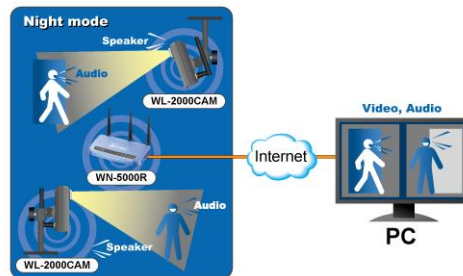 Night mode
Speaker
Audio
WL-2000CAM
WN-5000R
Internet
Video, Audio
PC
Audio
Speaker
WL-2000CAM